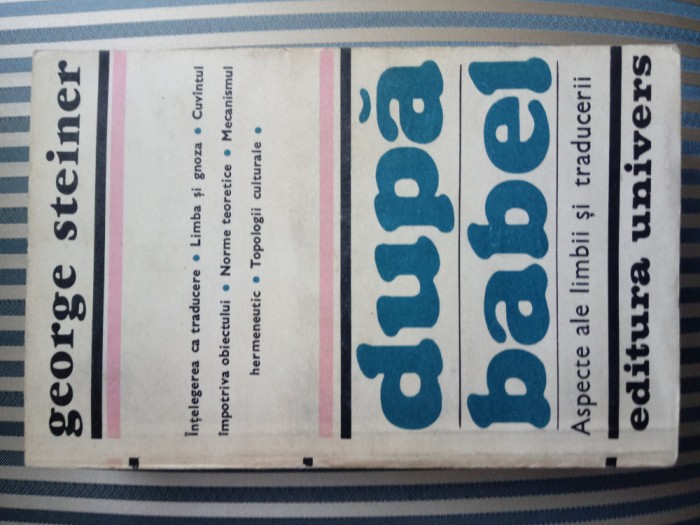 george steiner
Înțelegerea ca traducere • Limba și gnoza • Cuvîntul
împotriva obiectului • Norme teoretice • Mecanismul
hermeneutic • Topologii culturale •
după
babel
Aspecte ale limbii și traducerii
editura univers